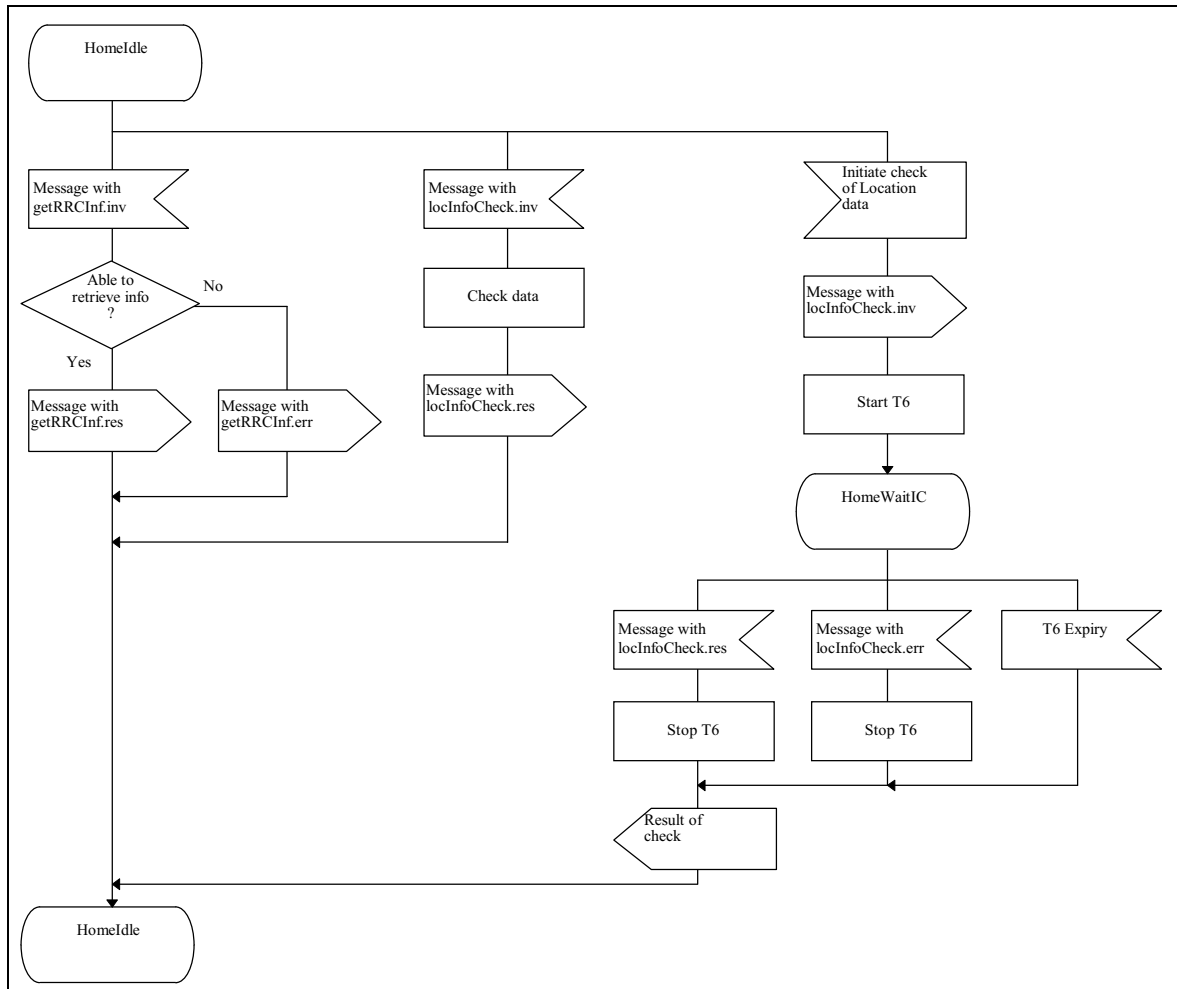 HomeIdle
Message with
getRRCInf.inv
Message with
locInfoCheck.inv
Initiate check
of Location
data
Able to
retrieve info
?
No
Yes
Check data
Message with
locInfoCheck.inv
Message with
getRRCInf.res
Message with
getRRCInf.err
Message with
locInfoCheck.res
Start T6
HomeWaitIC
Message with
locInfoCheck.res
Message with
locInfoCheck.err
T6 Expiry
Stop T6
Stop T6
Result of
check
HomeIdle